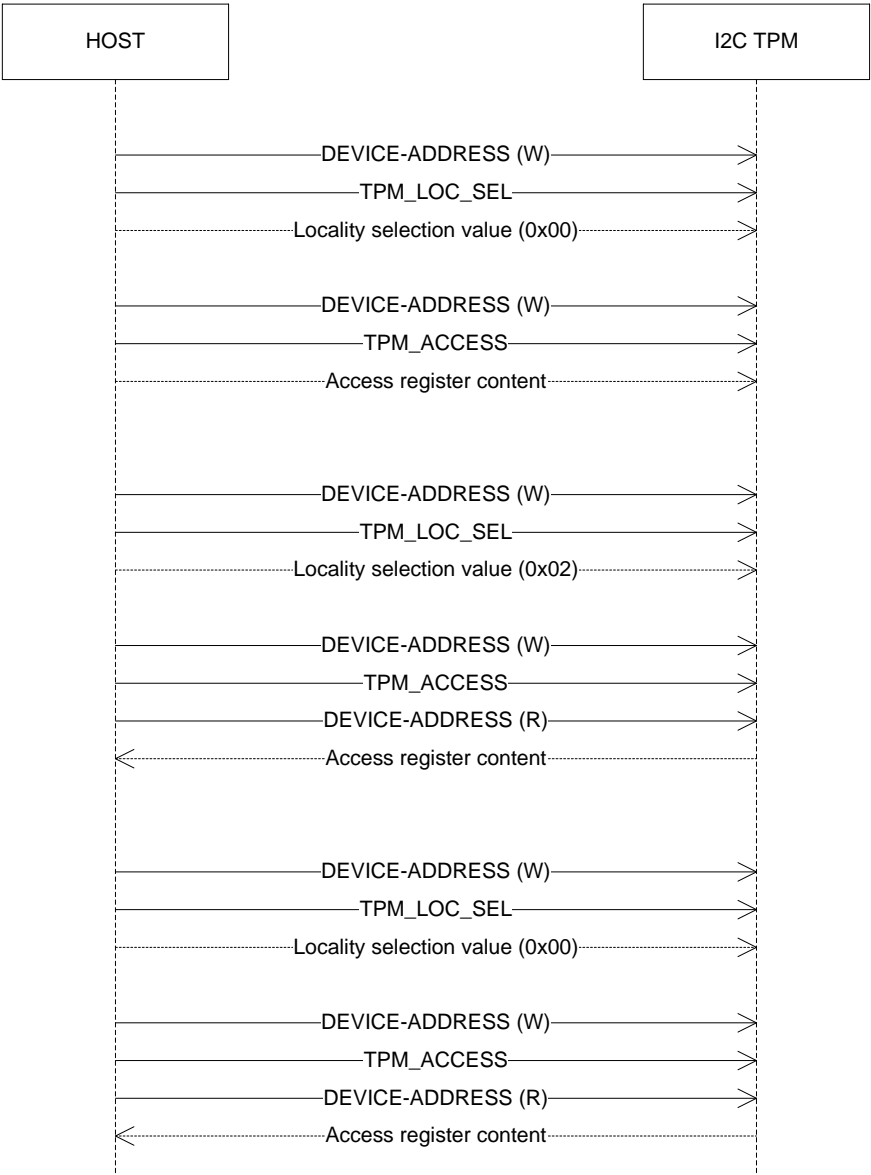 HOST
I2C TPM
DEVICE-ADDRESS (W)
TPM_LOC_SEL
Locality selection value (0x00)
DEVICE-ADDRESS (W)
TPM_ACCESS
Access register content
DEVICE-ADDRESS (W)
TPM_LOC_SEL
Locality selection value (0x02)
DEVICE-ADDRESS (W)
TPM_ACCESS
DEVICE-ADDRESS (R)
Access register content
DEVICE-ADDRESS (W)
TPM_LOC_SEL
Locality selection value (0x00)
DEVICE-ADDRESS (W)
TPM_ACCESS
DEVICE-ADDRESS (R)
Access register content